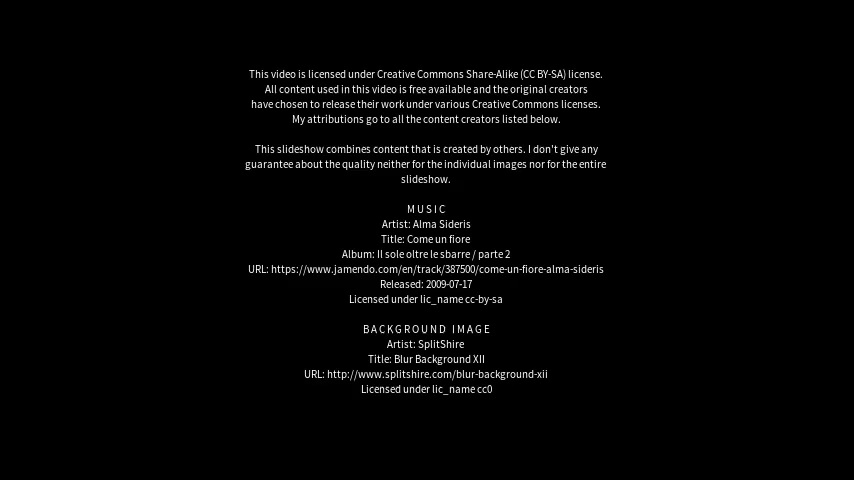 This video is licensed under Creative Commons Share-Alike (CC BY-SA) license.
All content used in this video is free available and the original creators
have chosen to release their work under various Creative Commons licenses.
My attributions go to all the content creators listed below.
This slideshow combines content that is created by others. I don't give any
guarantee about the quality neither for the individual images nor for the entire
slideshow.
MUSIC
Artist: Alma Sideris
Title: Come un fiore
Album: Il sole oltre le sbarre / parte 2
URL: https://www.jamendo.com/en/track/387500/come-un-fiore-alma-sideris
Released: 2009-07-17
Licensed under lic_name cc-by-sa
BACKGROUND IMAGE
Artist: SplitShire
Title: Blur Background XII
URL: http://www.splitshire.com/blur-background-xii
Licensed under lic_name cc0